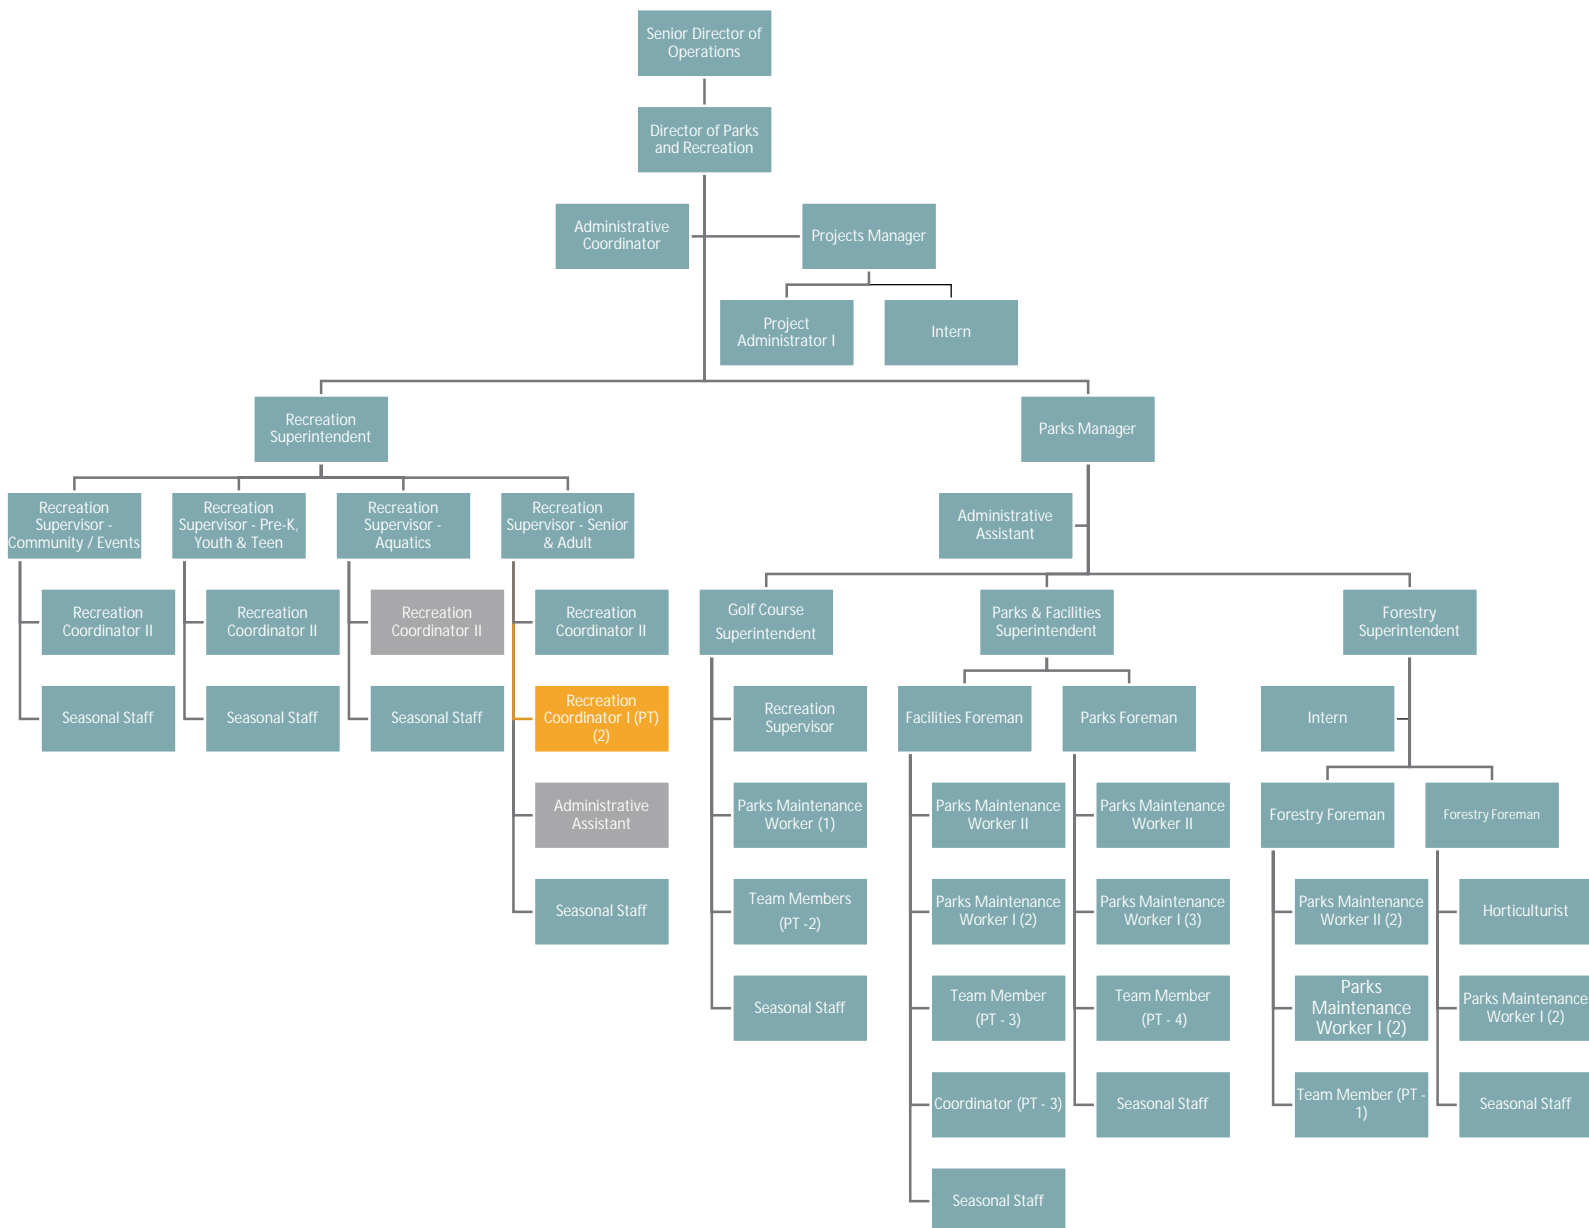 Senior Director of
Operations
Director of Parks
and Recreation
Administrative
Coordinator
Projects Manager
Project
Administrator I
Intern
Recreation
Superintendent
Parks Manager
Recreation
Supervisor -
Community / Events
Recreation
Supervisor - Pre-K,
Youth & Teen
Recreation
Supervisor -
Aquatics
Recreation
Supervisor - Senior
& Adult
Administrative
Assistant
Recreation
Coordinator II
Recreation
Coordinator II
Recreation
Coordinator II
Recreation
Coordinator II
Golf Course
Superintendent
Parks & Facilities
Superintendent
Forestry
Superintendent
Seasonal Staff
Seasonal Staff
Seasonal Staff
Recreation
Coordinator I (PT)
(2)
Recreation
Supervisor
Facilities Foreman
Parks Foreman
Intern
Administrative
Assistant
Parks Maintenance
Worker (1)
Parks Maintenance
Worker II
Parks Maintenance
Worker II
Forestry Foreman
Forestry Foreman
Seasonal Staff
Team Members
(PT -2)
Parks Maintenance
Worker I (2)
Parks Maintenance
Worker I (3)
Parks Maintenance
Worker II (2)
Horticulturist
Seasonal Staff
Team Member
(PT - 3)
Team Member
(PT - 4)
Parks
Maintenance
Worker I (2)
Parks Maintenance
Worker I (2)
Coordinator (PT - 3)
Seasonal Staff
Team Member (PT -
1)
Seasonal Staff
Seasonal Staff